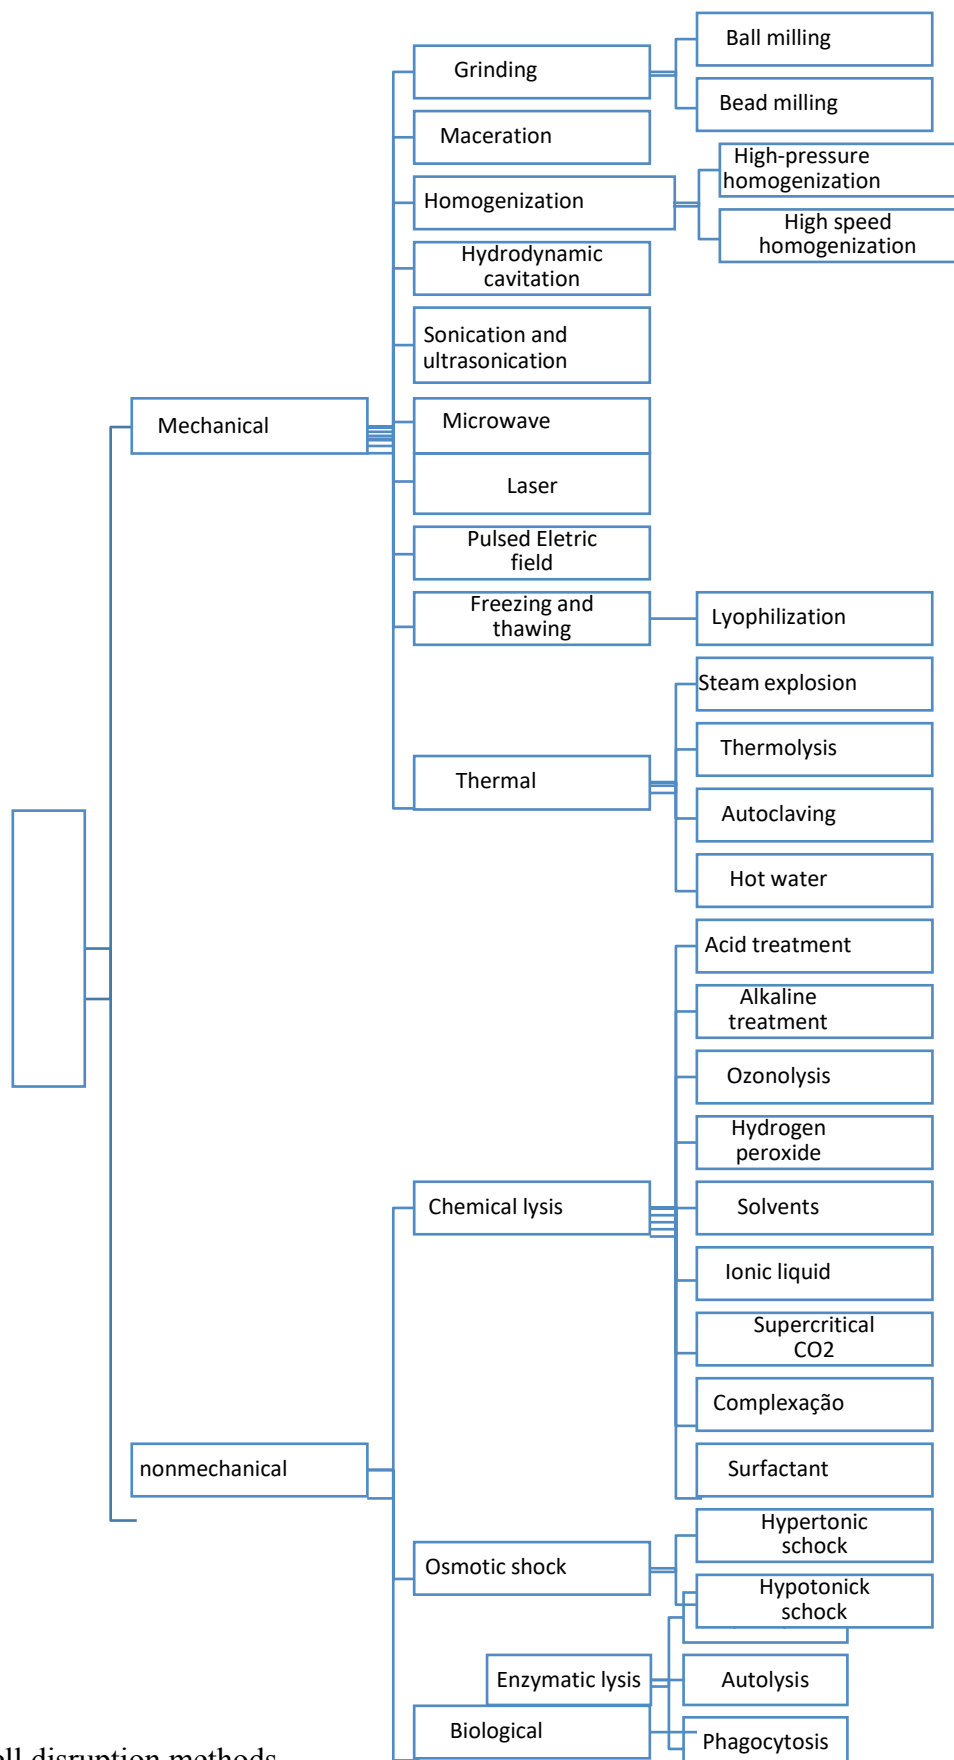 Ball milling
Grinding
Bead milling
Maceration
High-pressure
homogenization
Homogenization
High speed
homogenization
Hydrodynamic
cavitation
Sonication and
ultrasonication
Mechanical
Microwave
Laser
Pulsed Eletric
field
Freezing and
thawing
Lyophilization
Steam explosion
Thermolysis
Thermal
Autoclaving
Hot water
Acid treatment
Alkaline
treatment
Ozonolysis
Hydrogen
peroxide
Chemical lysis
Solvents
Ionic liquid
Supercritical
CO2
Complexação
nonmechanical
Surfactant
Hypertonic
schock
Osmotic shock
Hypotonick
schock
Enzymatic lysis
Autolysis
Biological
Phagocytosis
disruption methods